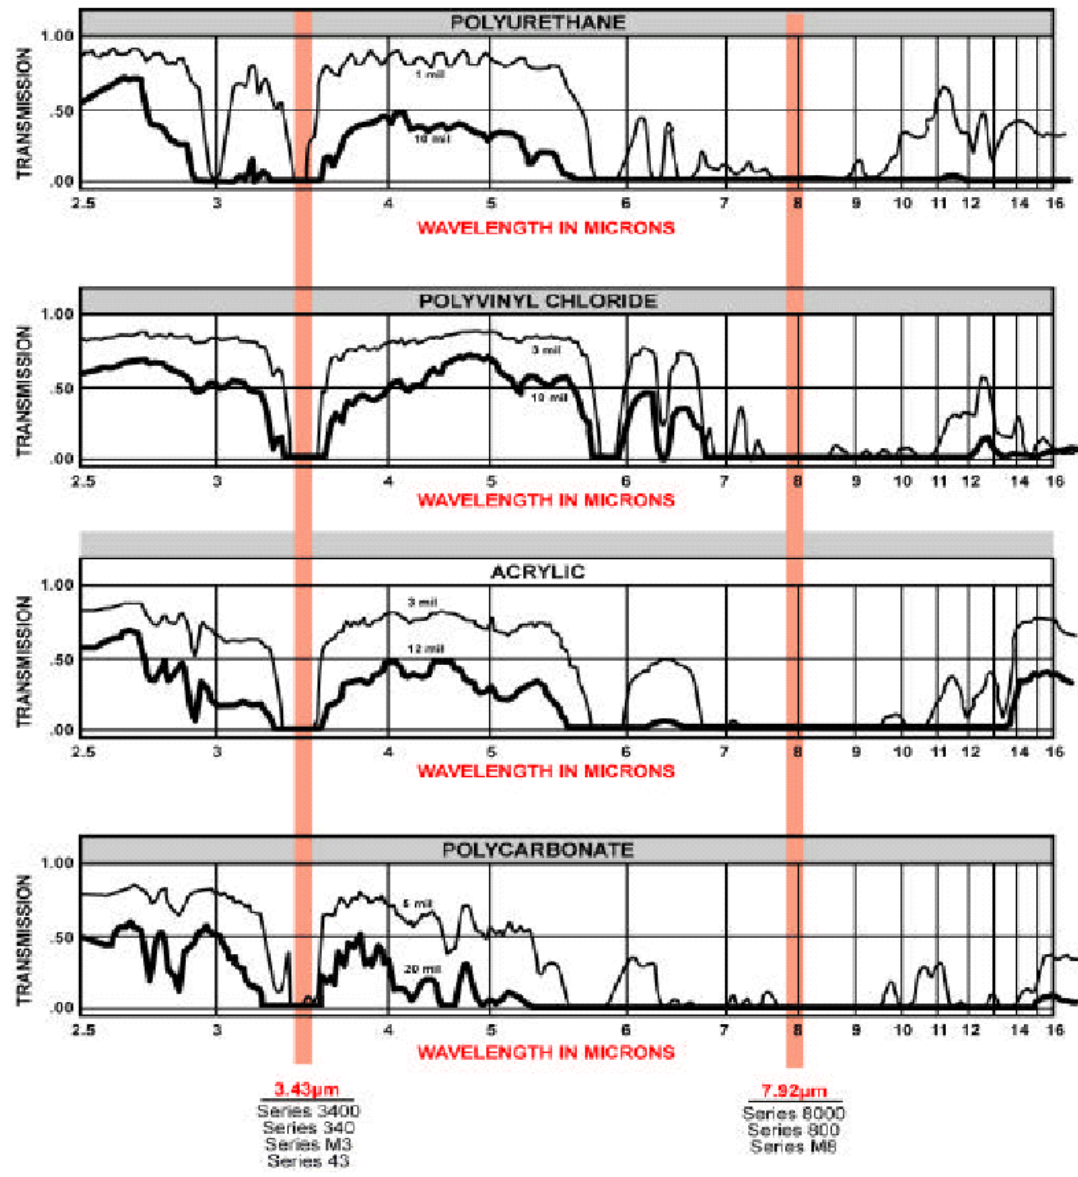 POLYURETHANE
TRANSMISSION
1.00
.50
.00
1 mil
10 mil
2.5 3 4 5 6 7 8 9 10 11 12 14 16
WAVELENGTH IN MICRONS
POLYVINYL CHLORIDE
TRANSMISSION
1.00
.50
.00
3 mil
10 mil
2.5 3 4 5 6 7 8 9 10 11 12 14 16
WAVELENGTH IN MICRONS
ACRYLIC
TRANSMISSION
1.00
.50
.00
3 mil
12 mil
2.5 3 4 5 6 7 8 9 10 11 12 14 16
WAVELENGTH IN MICRONS
POLYCARBONATE
TRANSMISSION
1.00
.50
.00
5 mil
20 mil
2.5 3 4 5 6 7 8 9 10 11 12 14 16
WAVELENGTH IN MICRONS
3.43µm
Series 3400
Series 340
Series M3
Series 43
7.92µm
Series 8000
Series 800
Series M8